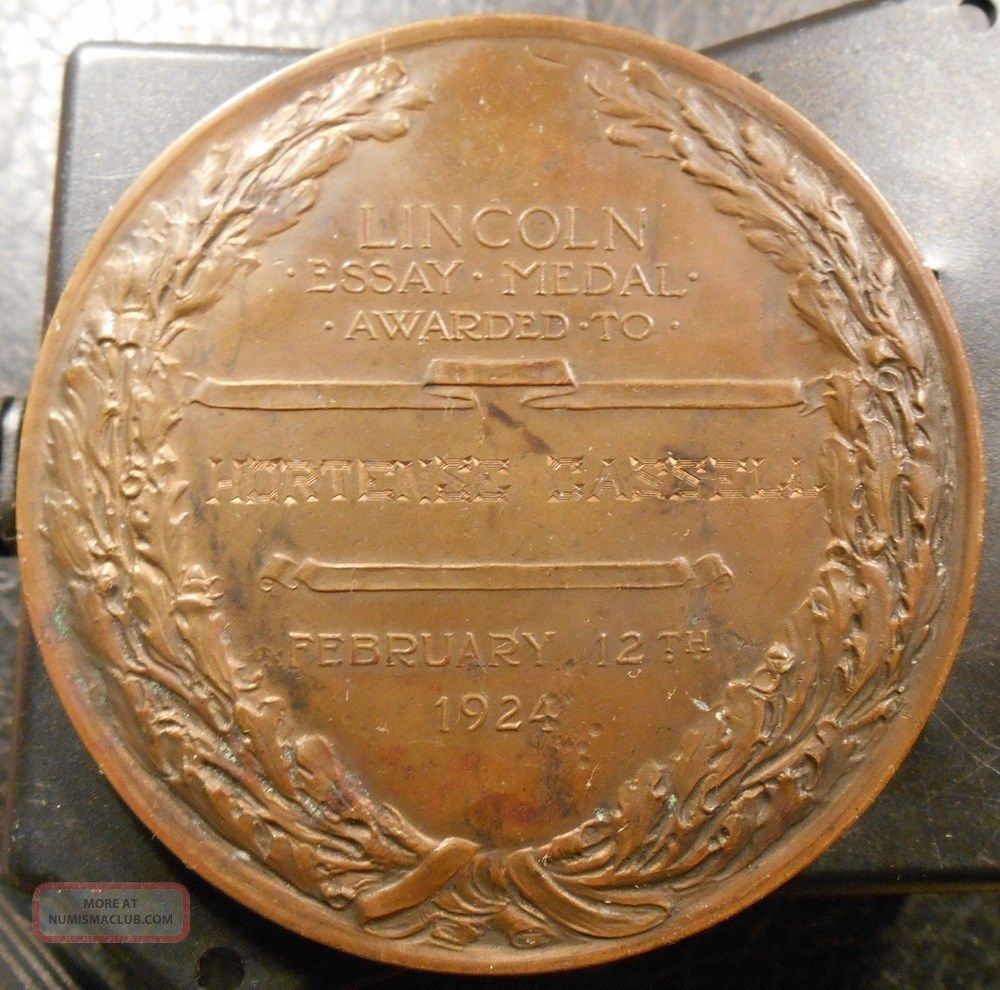 LINCOLN
· ESSAY · MEDAL ·
· AWARDED · TO ·
HORTENSE CASSELL
FEBRUARY 12TH
1924
MORE AT
NUMISMACLUB.COM